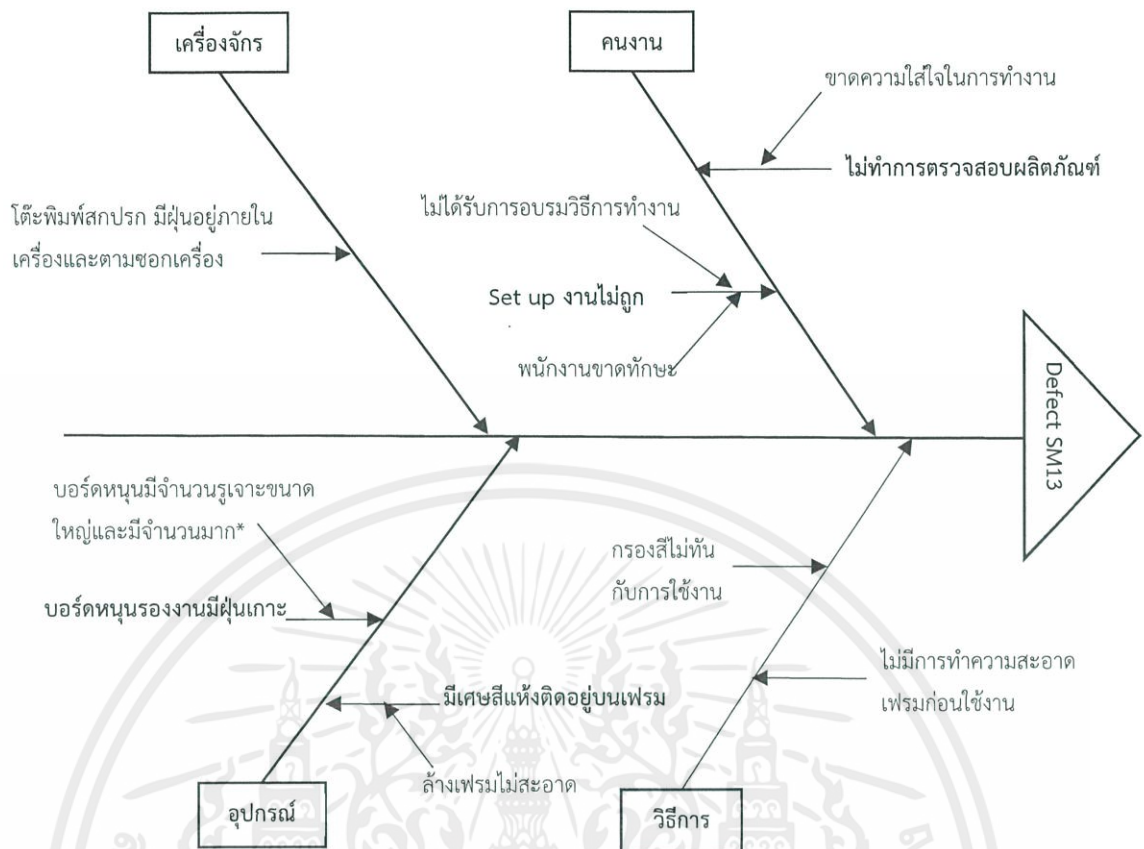 เครื่องจักร
คนงาน
ขาดความใส่ใจในการทำงาน
ไม่ทำการตรวจสอบผลิตภัณฑ์
ไม่ได้รับการอบรมวิธีการทำงาน
โต๊ะพิมพ์สกปรก มีฝุ่นอยู่ภายใน
เครื่องและตามซอกเครื่อง
Set up งานไม่ถูก
พนักงานขาดทักษะ
Defect SM13
บอร์ดหนุนมีจำนวนรูเจาะขนาด
ใหญ่และมีจำนวนมาก*
กรองสีไม่ทัน
กับการใช้งาน
บอร์ดหนุนรองงานมีฝุ่นเกาะ
ไม่มีการทำความสะอาด
เฟรมก่อนใช้งาน
มีเศษสีแห้งติดอยู่บนเฟรม
ล้างเฟรมไม่สะอาด
อุปกรณ์
วิธีการ